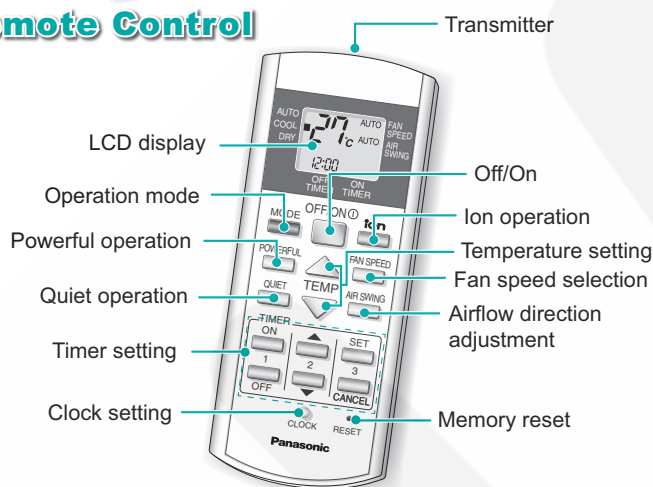 emote Control
Transmitter
LCD display
Operation mode
Powerful operation
Quiet operation
Timer setting
Clock setting
Off/On
Ion operation
Temperature setting
Fan speed selection
Airflow direction
adjustment
Memory reset
AUTO
COOL
DRY
27°C
AUTO
AUTO
FAN
SPEED
AIR
SWING
12:00
OFF
TIMER
ON
TIMER
MODE
OFF/ON
ion
POWERFUL
TEMP
FAN SPEED
QUIET
AIR SWING
TIMER
ON
SET
1
2
3
OFF
CANCEL
CLOCK
RESET
Panasonic